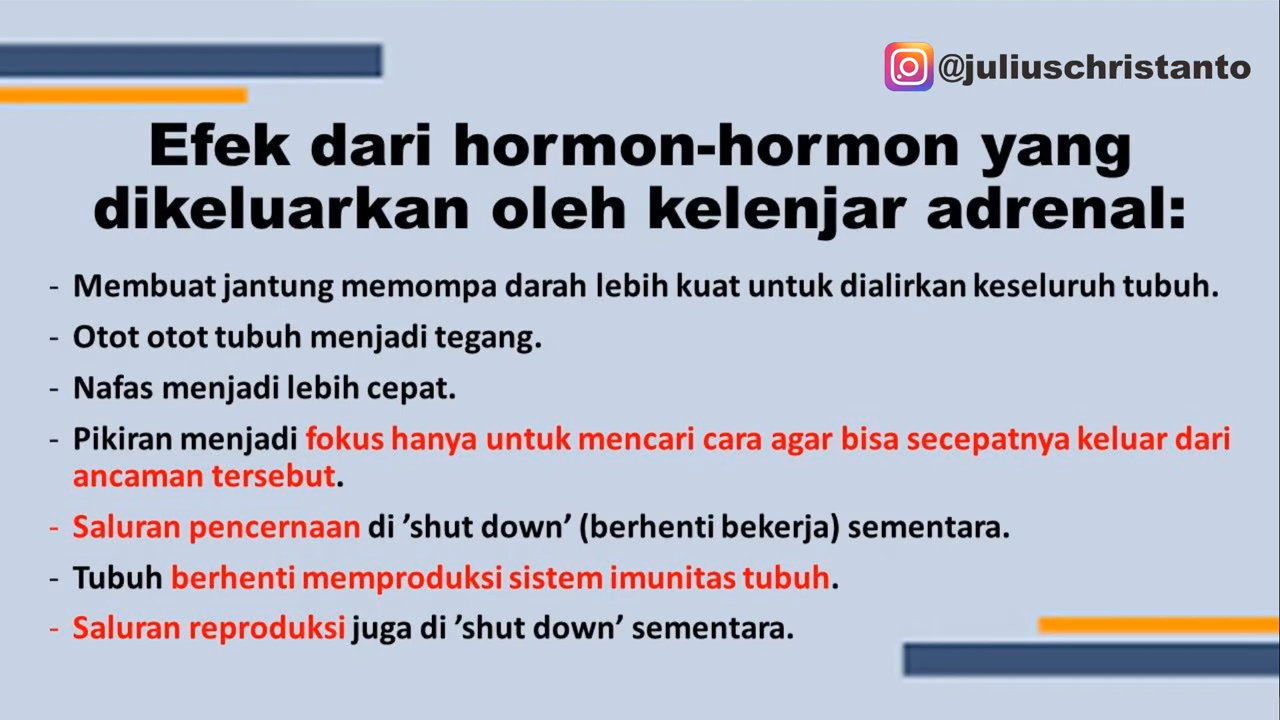 @juliuschristanto
Efek dari hormon-hormon yang
dikeluarkan oleh kelenjar adrenal:
- Membuat jantung memompa darah lebih kuat untuk dialirkan keseluruh tubuh.
- Otot otot tubuh menjadi tegang.
- Nafas menjadi lebih cepat.
- Pikiran menjadi fokus hanya untuk mencari cara agar bisa secepatnya keluar dari
ancaman tersebut.
- Saluran pencernaan di ’shut down’ (berhenti bekerja) sementara.
- Tubuh berhenti memproduksi sistem imunitas tubuh.
- Saluran reproduksi juga di ’shut down’ sementara.